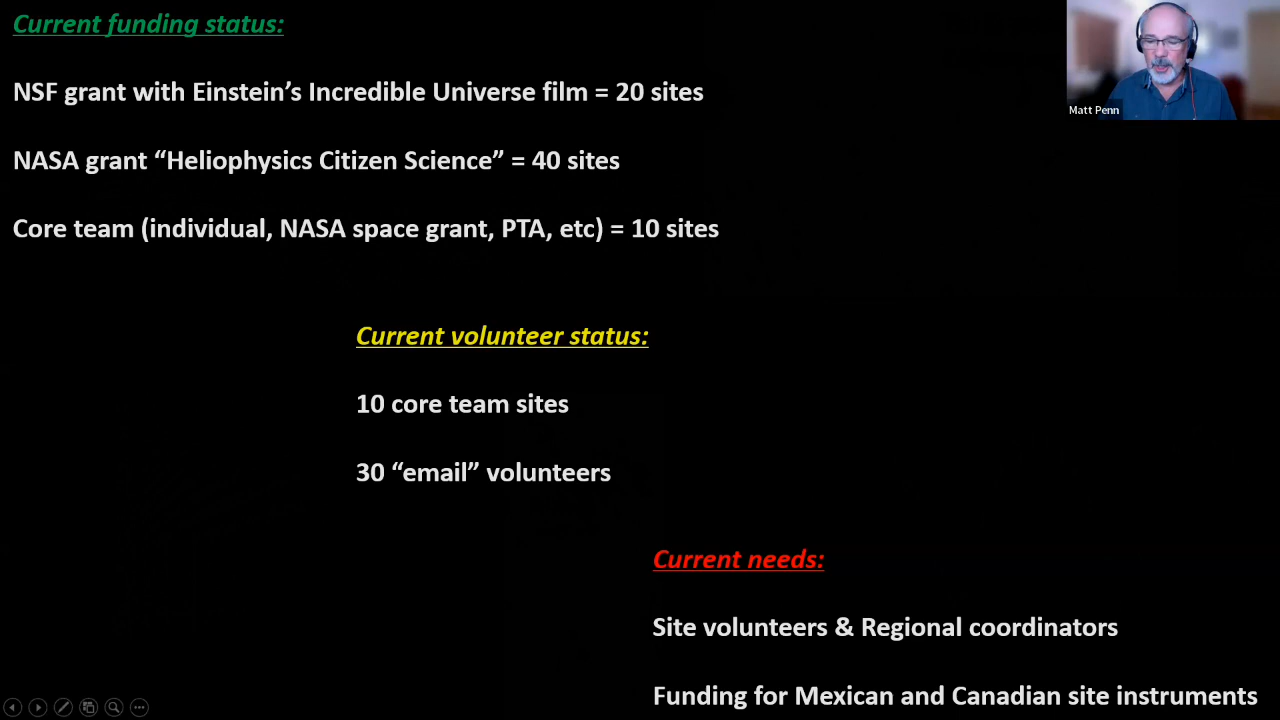 Current funding status:
NSF grant with Einstein’s Incredible Universe film = 20 sites
NASA grant “Heliophysics Citizen Science” = 40 sites
Matt Penn
Core team (individual, NASA space grant, PTA, etc) = 10 sites
Current volunteer status:
10 core team sites
30 “email” volunteers
Current needs:
Site volunteers & Regional coordinators
Funding for Mexican and Canadian site instruments